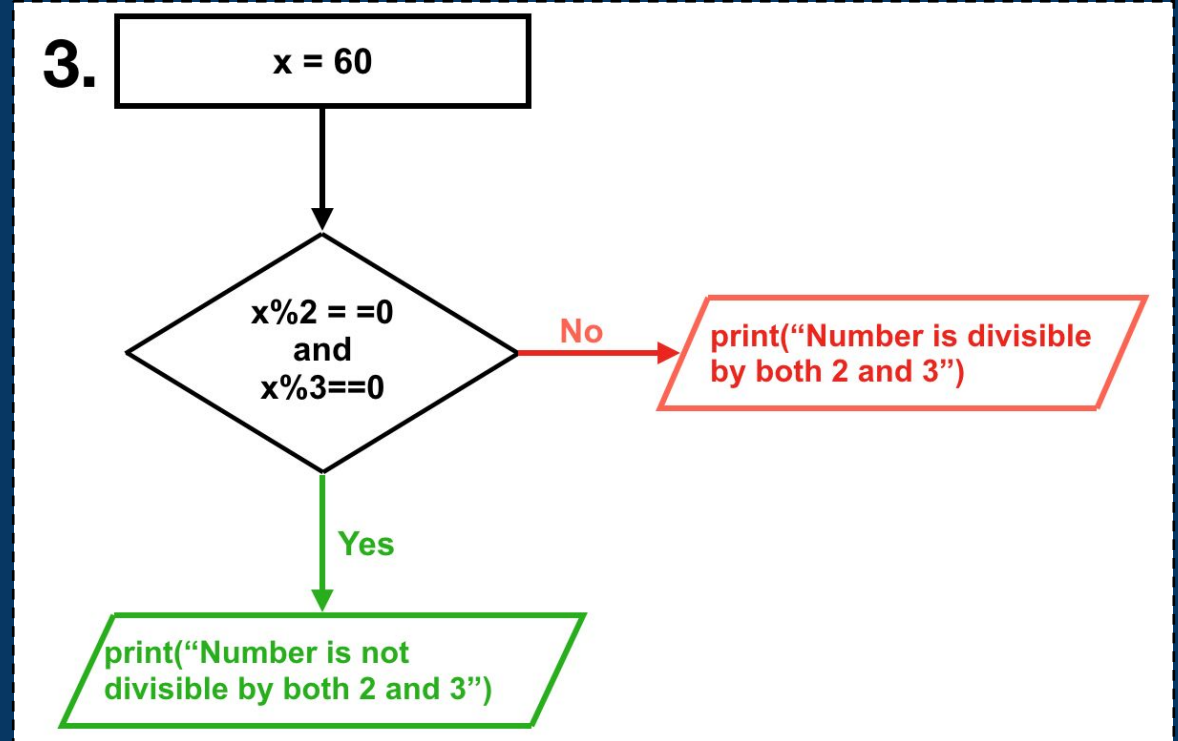 3.
x = 60
x%2 = =0
and
x%3==0
No
print(“Number is divisible
by both 2 and 3”)
Yes
print(“Number is not
divisible by both 2 and 3”)